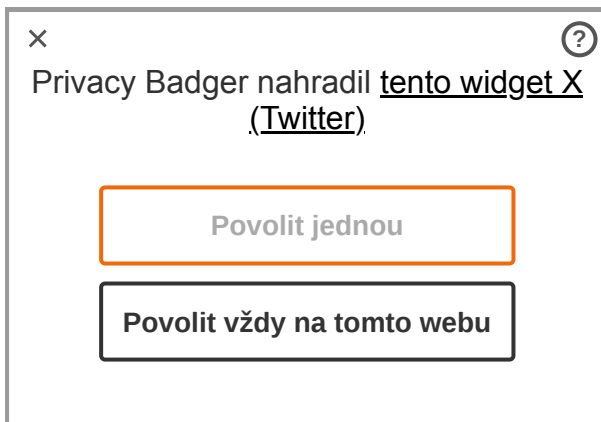 × ?
Privacy Badger nahradil tento widget X
(Twitter)
Povolit jednou
Povolit vždy na tomto webu